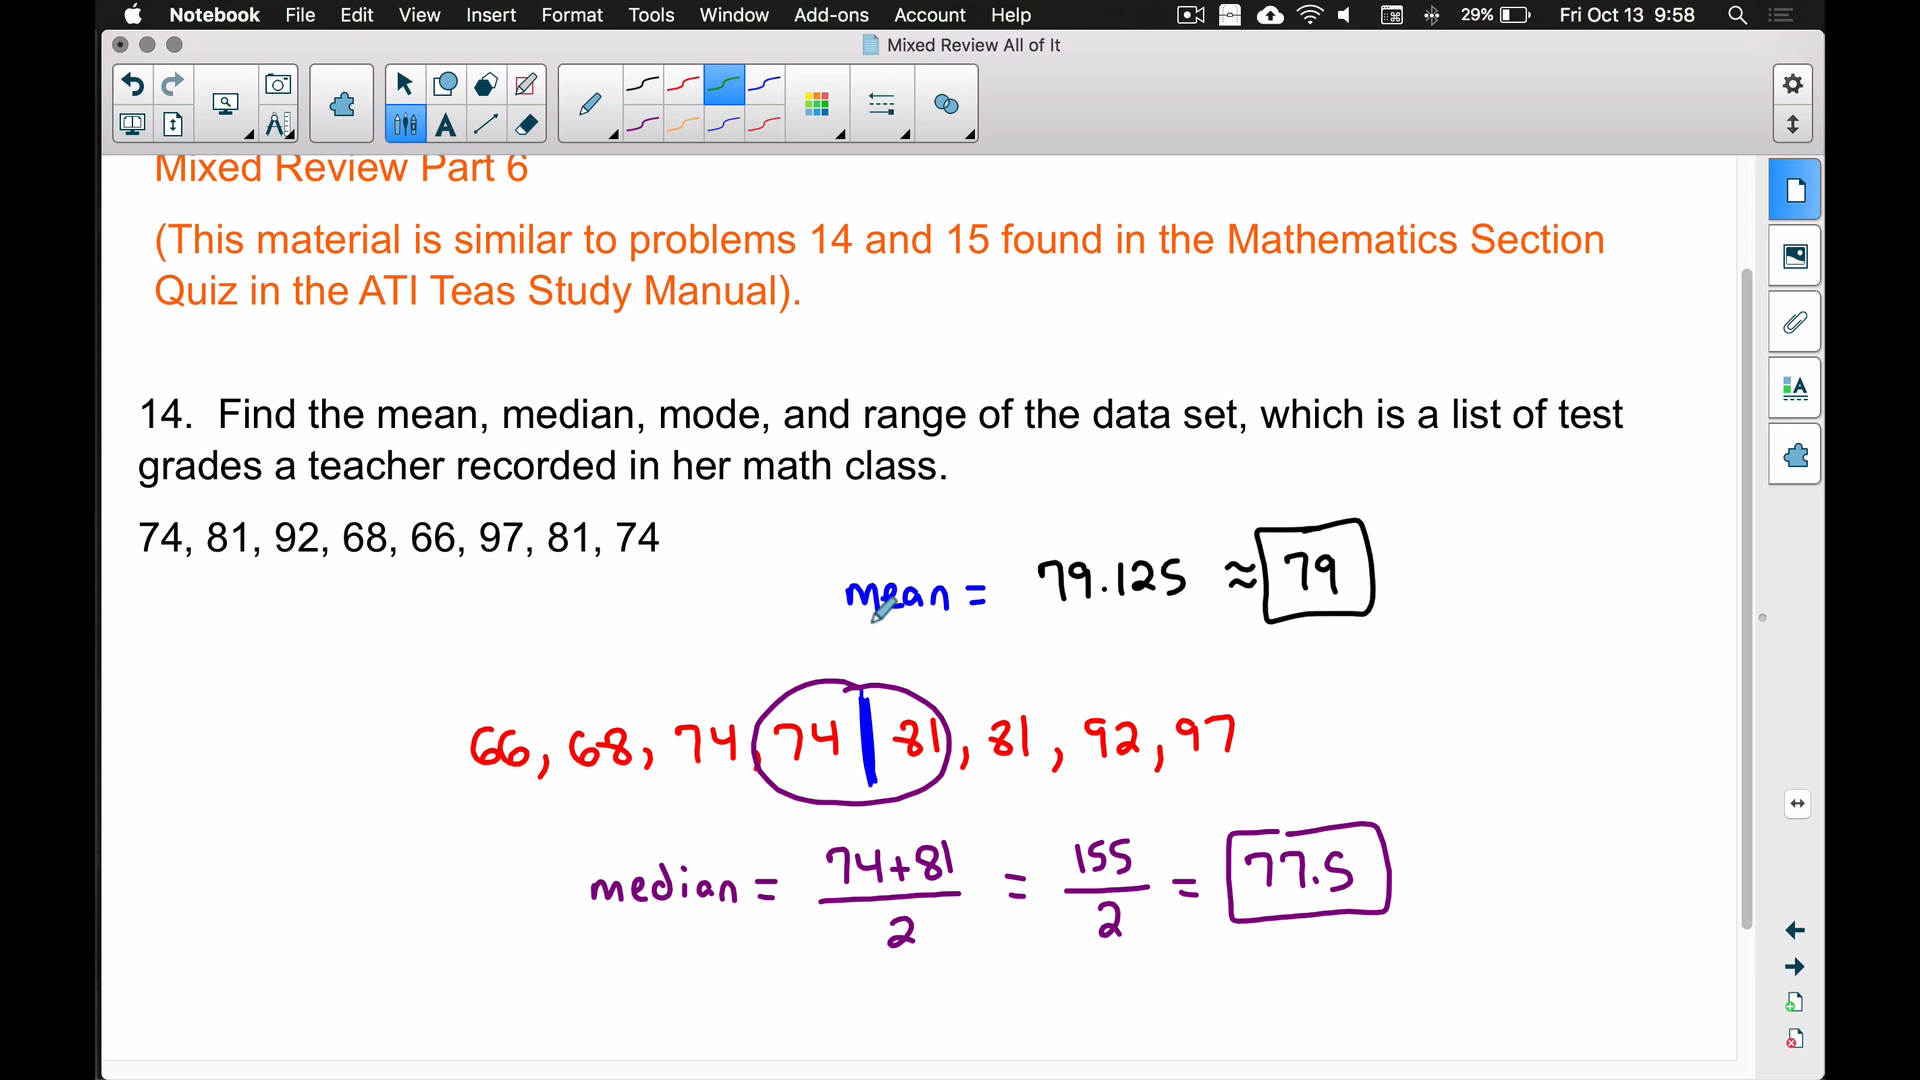 Notebook File Edit View Insert Format Tools Window Add-ons Account Help 29% Fri Oct 13 9:58
Mixed Review All of It
Mixed Review Part 6
(This material is similar to problems 14 and 15 found in the Mathematics Section
Quiz in the ATI Teas Study Manual).
14. Find the mean, median, mode, and range of the data set, which is a list of test
grades a teacher recorded in her math class.
74, 81, 92, 68, 66, 97, 81, 74
mean = 79.125 ≈ 79
66, 68, 74, 74 | 81, 81, 92, 97
median = 74+81/2 = 155/2 = 77.5